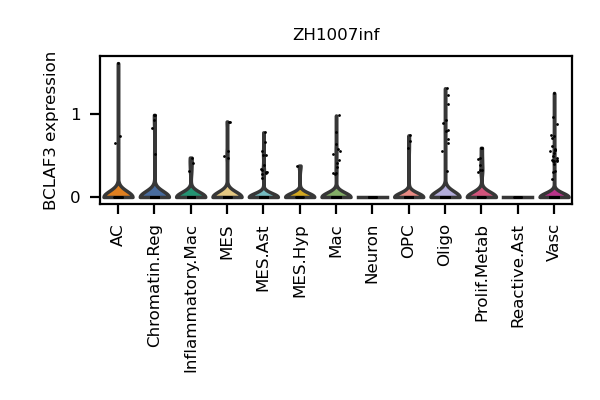 ZH1007inf
BCLAF3 expression
1
0
AC
Chromatin.Reg
Inflammatory.Mac
MES
MES.Ast
MES.Hyp
Mac
Neuron
OPC
Oligo
Prolif.Metab
Reactive.Ast
Vasc